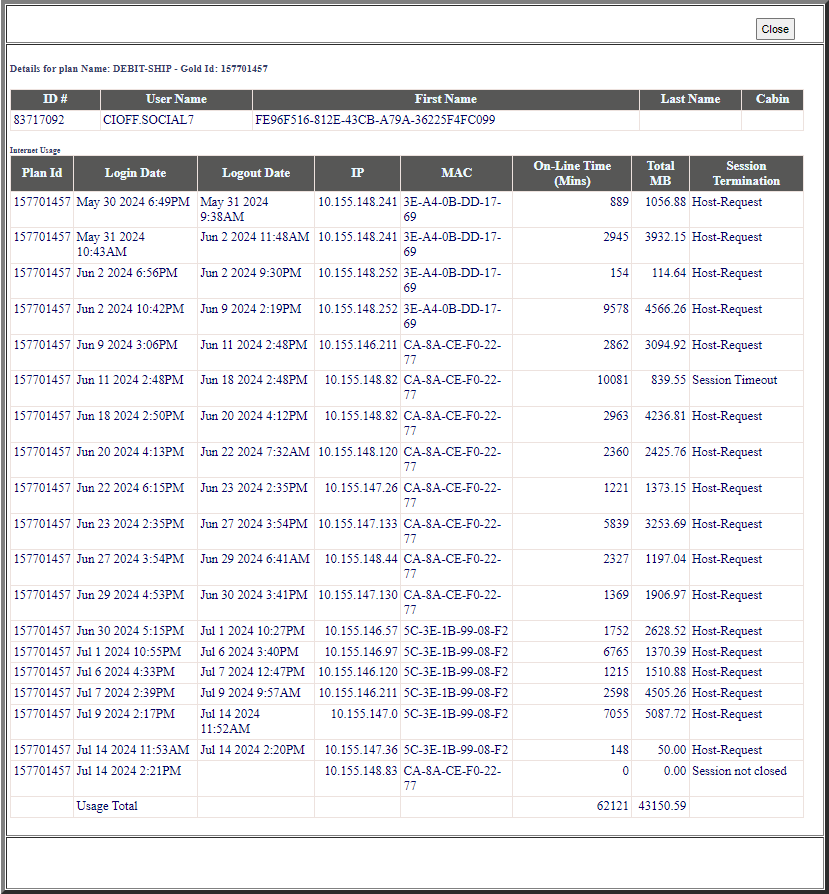 Close
Details for plan Name: DEBIT-SHIP - Gold Id: 157701457
ID # User Name First Name Last Name Cabin
83717092 CIOFF.SOCIAL7 FE96F516-812E-43CB-A79A-36225F4FC099
Internet Usage
Plan Id Login Date Logout Date IP MAC On-Line Time (Mins) Total MB Session Termination
157701457 May 30 2024 6:49PM May 31 2024 9:38AM 10.155.148.241 3E-A4-0B-DD-17-69 889 1056.88 Host-Request
157701457 May 31 2024 10:43AM Jun 2 2024 11:48AM 10.155.148.241 3E-A4-0B-DD-17-69 2945 3932.15 Host-Request
157701457 Jun 2 2024 6:56PM Jun 2 2024 9:30PM 10.155.148.252 3E-A4-0B-DD-17-69 154 114.64 Host-Request
157701457 Jun 2 2024 10:42PM Jun 9 2024 2:19PM 10.155.148.252 3E-A4-0B-DD-17-69 9578 4566.26 Host-Request
157701457 Jun 9 2024 3:06PM Jun 11 2024 2:48PM 10.155.146.211 CA-8A-CE-F0-22-77 2862 3094.92 Host-Request
157701457 Jun 11 2024 2:48PM Jun 18 2024 2:48PM 10.155.148.82 CA-8A-CE-F0-22-77 10081 839.55 Session Timeout
157701457 Jun 18 2024 2:50PM Jun 20 2024 4:12PM 10.155.148.82 CA-8A-CE-F0-22-77 2963 4236.81 Host-Request
157701457 Jun 20 2024 4:13PM Jun 22 2024 7:32AM 10.155.148.120 CA-8A-CE-F0-22-77 2360 2425.76 Host-Request
157701457 Jun 22 2024 6:15PM Jun 23 2024 2:35PM 10.155.147.26 CA-8A-CE-F0-22-77 1221 1373.15 Host-Request
157701457 Jun 23 2024 2:35PM Jun 27 2024 3:54PM 10.155.147.133 CA-8A-CE-F0-22-77 5839 3253.69 Host-Request
157701457 Jun 27 2024 3:54PM Jun 29 2024 6:41AM 10.155.148.44 CA-8A-CE-F0-22-77 2327 1197.04 Host-Request
157701457 Jun 29 2024 4:53PM Jun 30 2024 3:41PM 10.155.147.130 CA-8A-CE-F0-22-77 1369 1906.97 Host-Request
157701457 Jun 30 2024 5:15PM Jul 1 2024 10:27PM 10.155.146.57 5C-3E-1B-99-08-F2 1752 2628.52 Host-Request
157701457 Jul 1 2024 10:55PM Jul 6 2024 3:40PM 10.155.146.97 5C-3E-1B-99-08-F2 6765 1370.39 Host-Request
157701457 Jul 6 2024 4:33PM Jul 7 2024 12:47PM 10.155.146.120 5C-3E-1B-99-08-F2 1215 1510.88 Host-Request
157701457 Jul 7 2024 2:39PM Jul 9 2024 9:57AM 10.155.146.211 5C-3E-1B-99-08-F2 2598 4505.26 Host-Request
157701457 Jul 9 2024 2:17PM Jul 14 2024 11:52AM 10.155.147.0 5C-3E-1B-99-08-F2 7055 5087.72 Host-Request
157701457 Jul 14 2024 11:53AM Jul 14 2024 2:20PM 10.155.147.36 5C-3E-1B-99-08-F2 148 50.00 Host-Request
157701457 Jul 14 2024 2:21PM 10.155.148.83 CA-8A-CE-F0-22-77 0 0.00 Session not closed
Usage Total 62121 43150.59